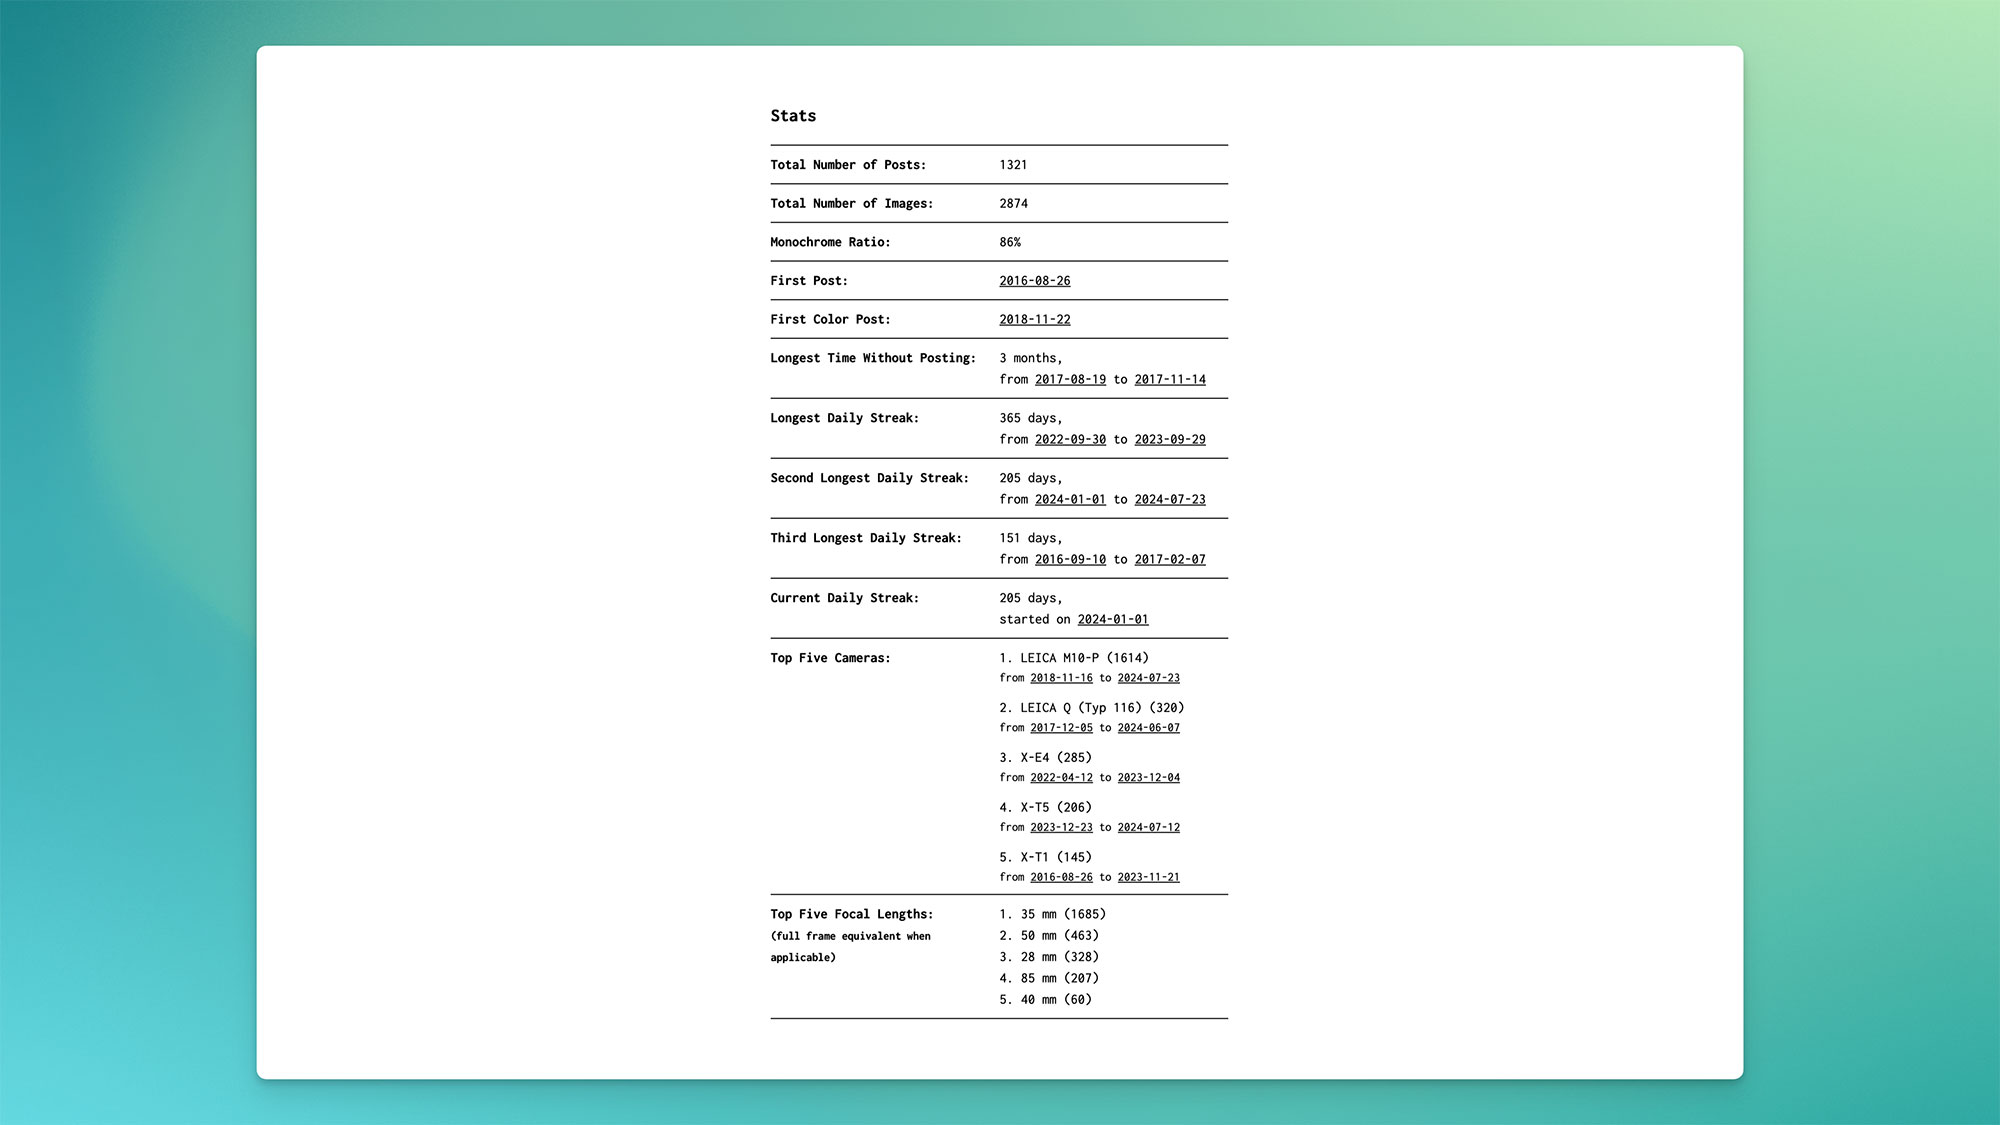 Stats
Total Number of Posts: 1321
Total Number of Images: 2874
Monochrome Ratio: 86%
First Post: 2016-08-26
First Color Post: 2018-11-22
Longest Time Without Posting: 3 months,
from 2017-08-19 to 2017-11-14
Longest Daily Streak: 365 days,
from 2022-09-30 to 2023-09-29
Second Longest Daily Streak: 205 days,
from 2024-01-01 to 2024-07-23
Third Longest Daily Streak: 151 days,
from 2016-09-10 to 2017-02-07
Current Daily Streak: 205 days,
started on 2024-01-01
Top Five Cameras: 1. LEICA M10-P (1614)
from 2018-11-16 to 2024-07-23
2. LEICA Q (Typ 116) (320)
from 2017-12-05 to 2024-06-07
3. X-E4 (285)
from 2022-04-12 to 2023-12-04
4. X-T5 (206)
from 2023-12-23 to 2024-07-12
5. X-T1 (145)
from 2016-08-26 to 2023-11-21
Top Five Focal Lengths: 1. 35 mm (1685)
(full frame equivalent when 2. 50 mm (463)
applicable) 3. 28 mm (328)
4. 85 mm (207)
5. 40 mm (60)